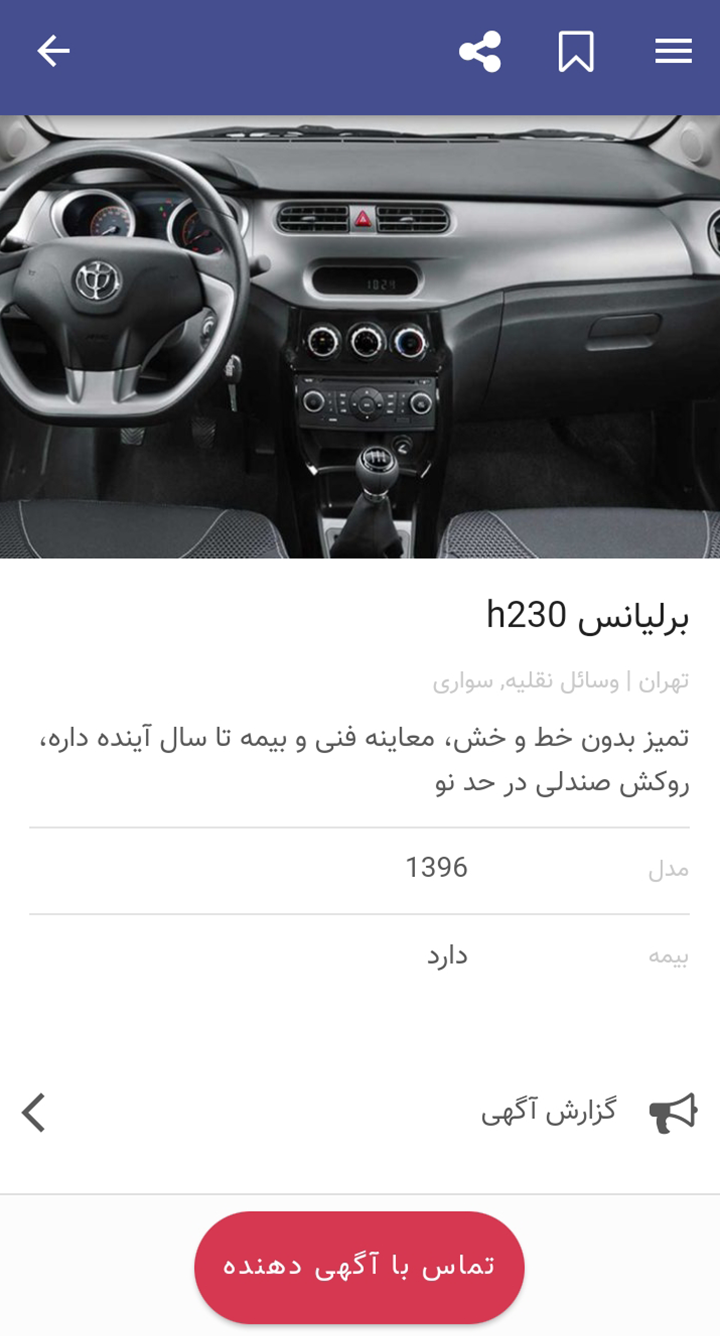 برلیانس h230
تهران | وسائل نقلیه, سواری
تمیز بدون خط و خش، معاینه فنی و بیمه تا سال آینده داره،
روکش صندلی در حد نو
مدل 1396
بیمه دارد
گزارش آگهی
تماس با آگهی دهنده